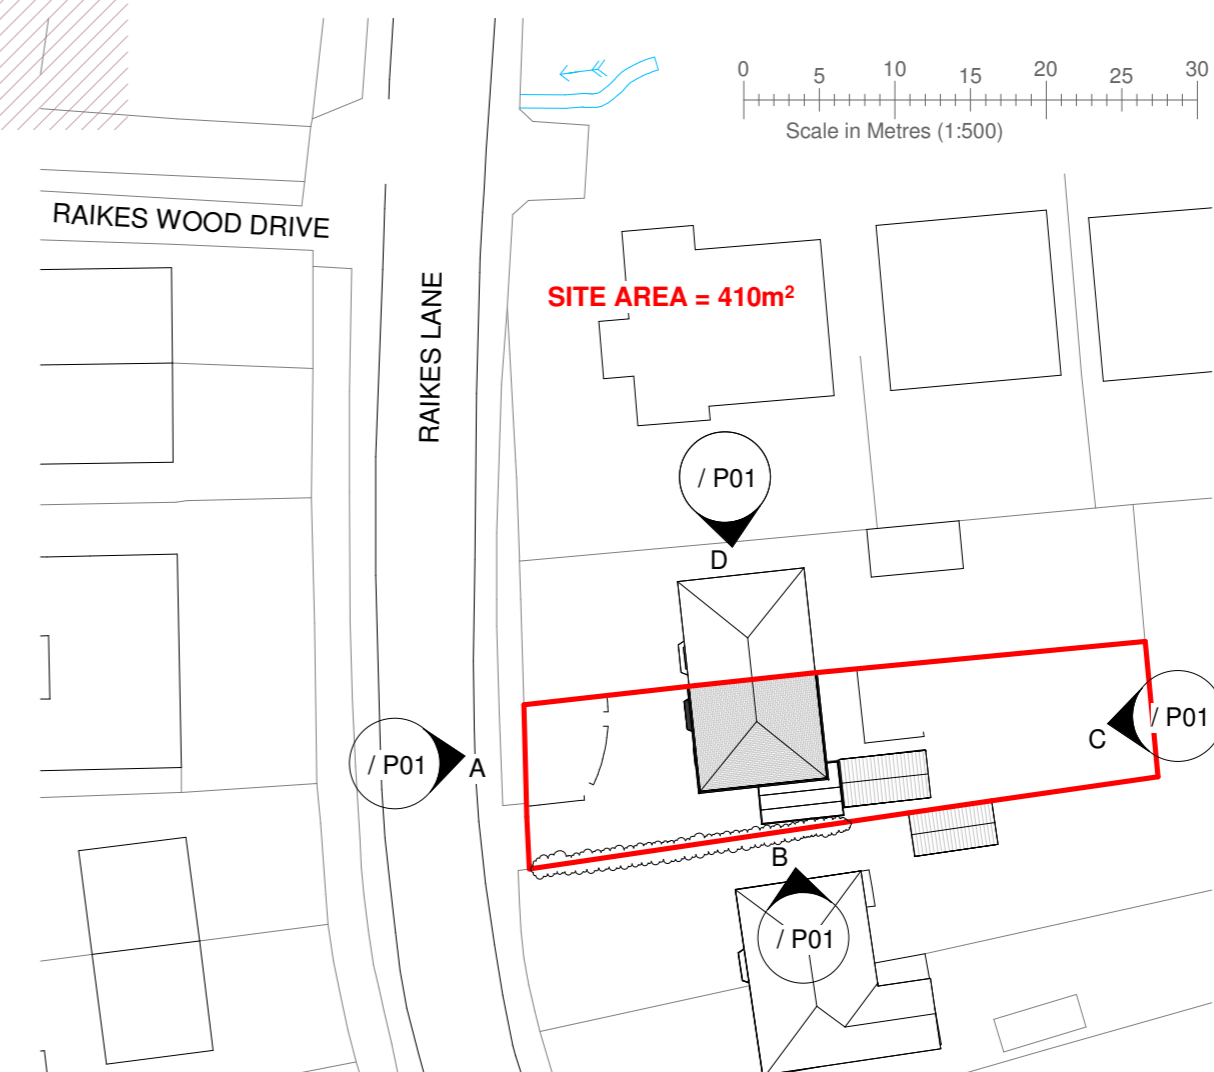 0 5 10 15 20 25 30
Scale in Metres (1:500)
RAIKES WOOD DRIVE
RAIKES LANE
SITE AREA = 410m²
/ P01
D
/ P01
A
/ P01
C
B
/ P01